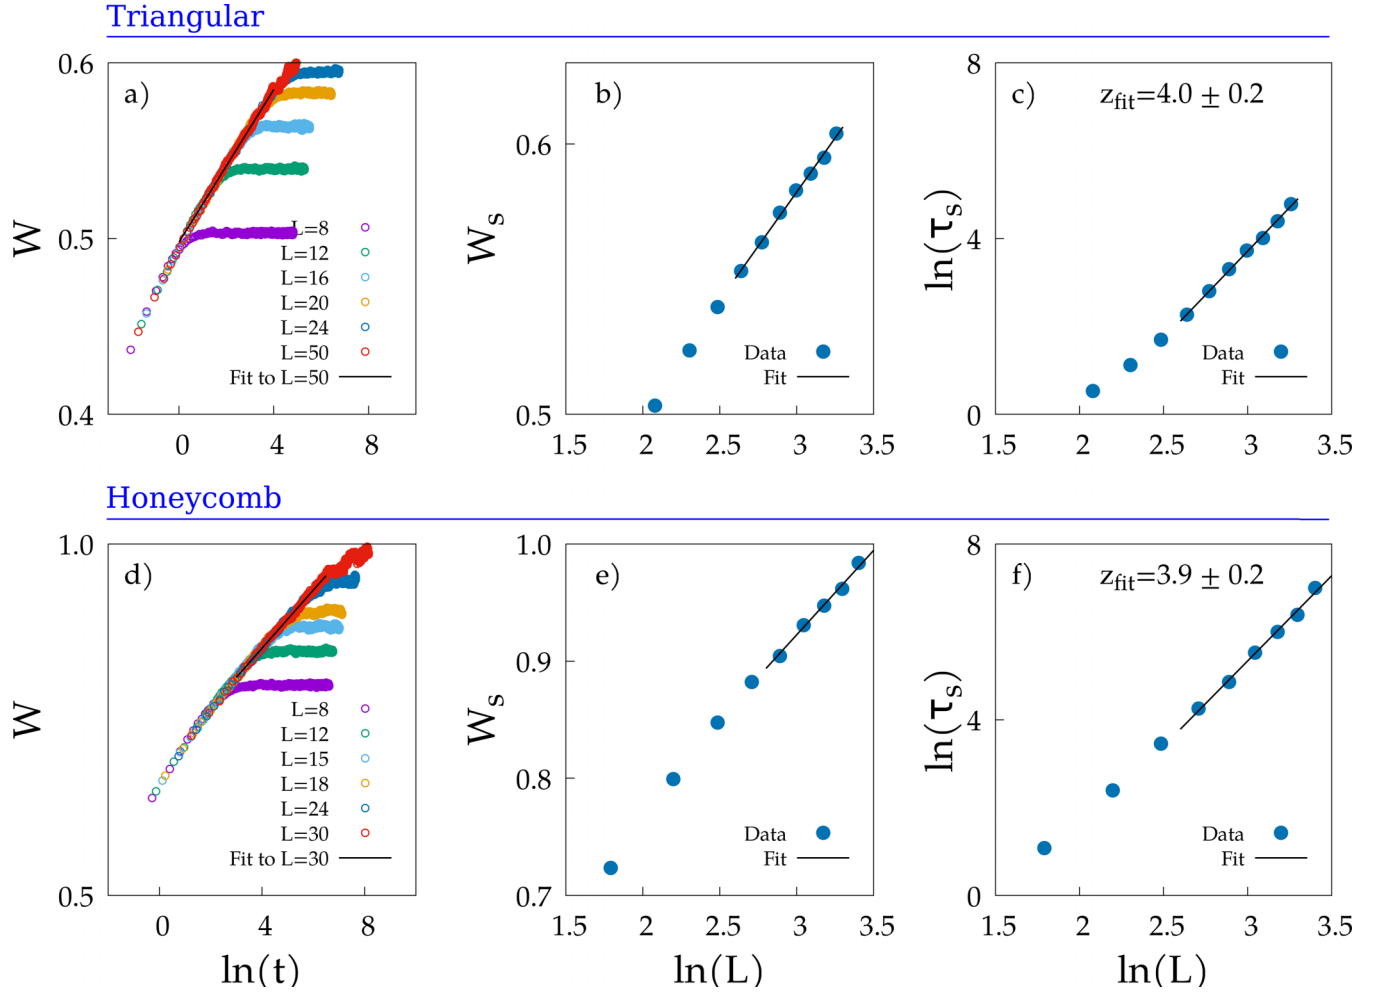 Triangular
a)
W
0.6
0.5
0.4
0
4
8
L=8
L=12
L=16
L=20
L=24
L=50
Fit to L=50
b)
W_s
0.6
0.5
1.5
2
2.5
3
3.5
Data
Fit
c)
z_fit=4.0 ± 0.2
ln(τ_s)
8
4
0
1.5
2
2.5
3
3.5
Data
Fit
Honeycomb
d)
W
1.0
0.5
0
4
8
ln(t)
L=8
L=12
L=15
L=18
L=24
L=30
Fit to L=30
e)
W_s
1.0
0.9
0.8
0.7
1.5
2
2.5
3
3.5
ln(L)
Data
Fit
f)
z_fit=3.9 ± 0.2
ln(τ_s)
8
4
0
1.5
2
2.5
3
3.5
ln(L)
Data
Fit